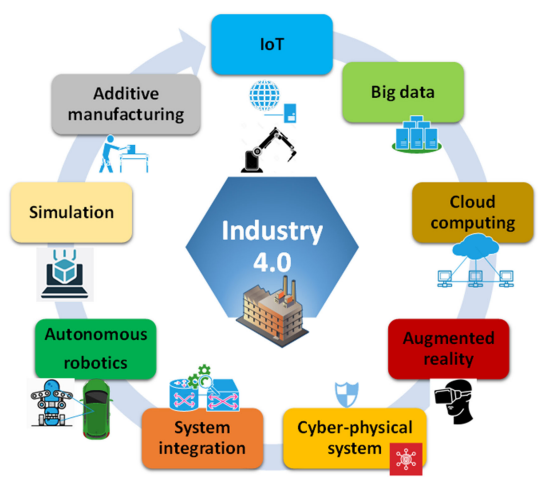 IoT
Big data
Cloud
computing
Augmented
reality
Cyber-physical
system
System
integration
Autonomous
robotics
Simulation
Additive
manufacturing
Industry
4.0